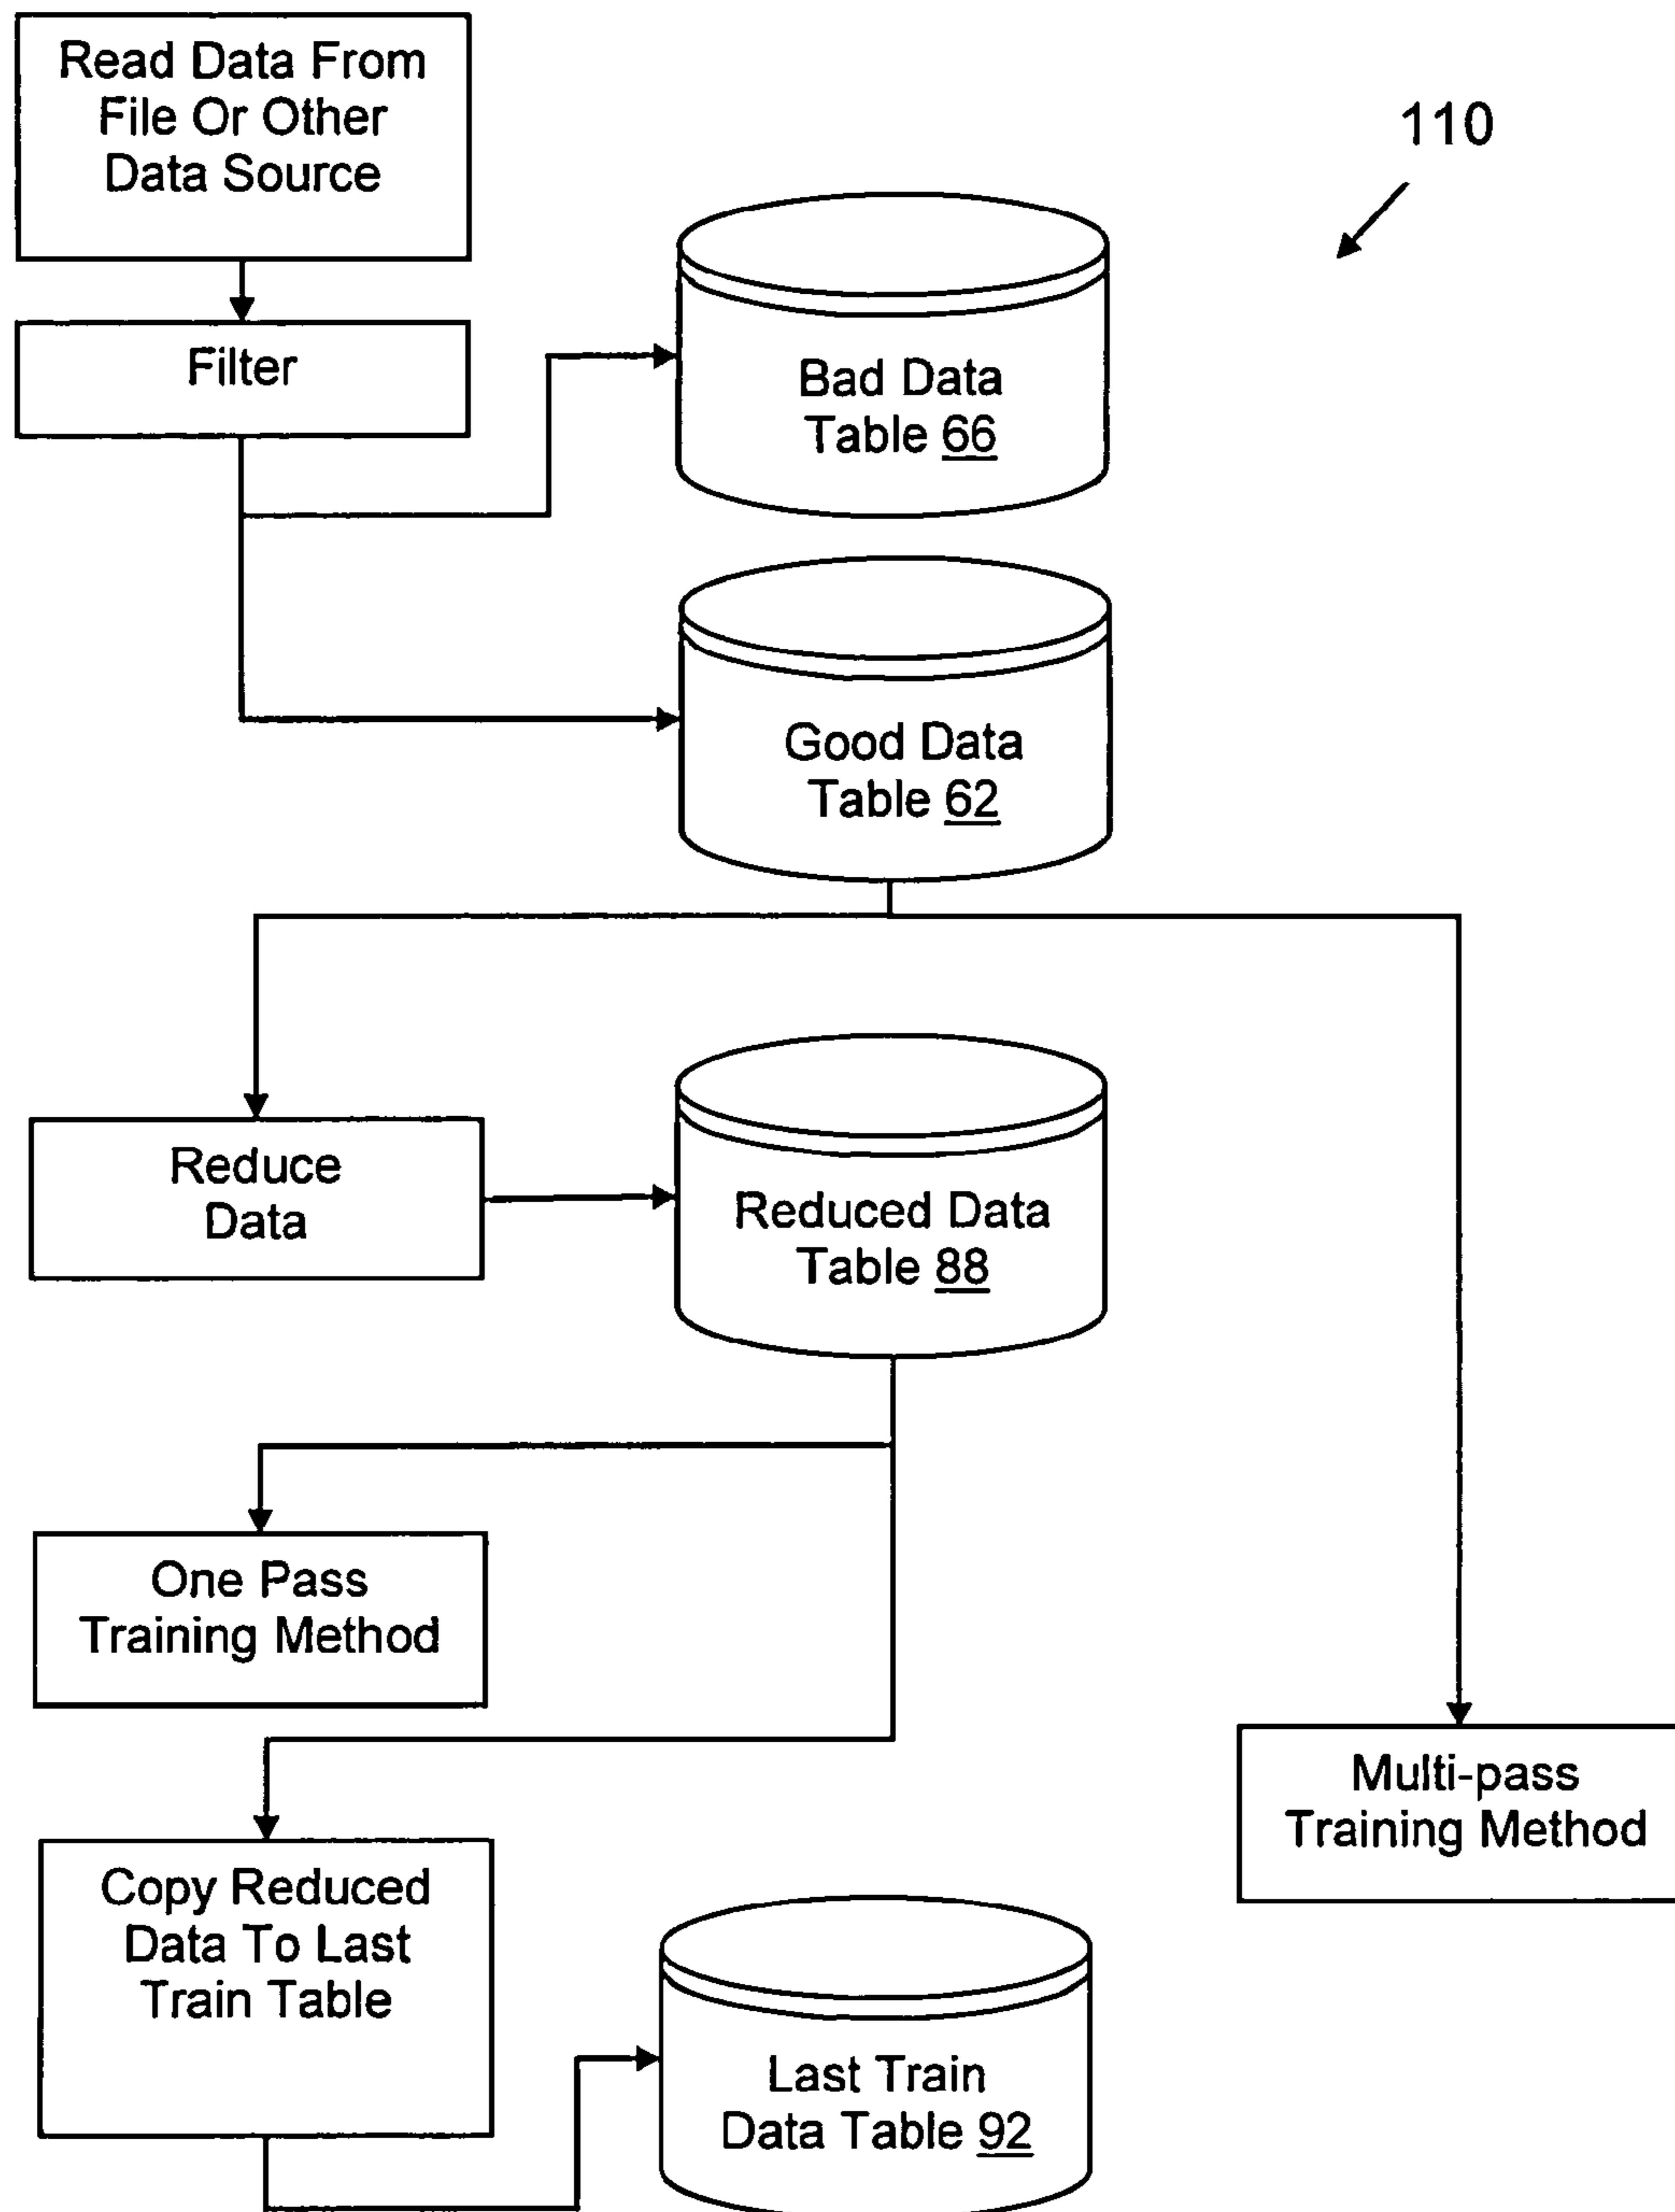 Read Data From
File Or Other
Data Source
110
Filter
Bad Data
Table 66
Good Data
Table 62
Reduce
Data
Reduced Data
Table 88
One Pass
Training Method
Multi-pass
Training Method
Copy Reduced
Data To Last
Train Table
Last Train
Data Table 92